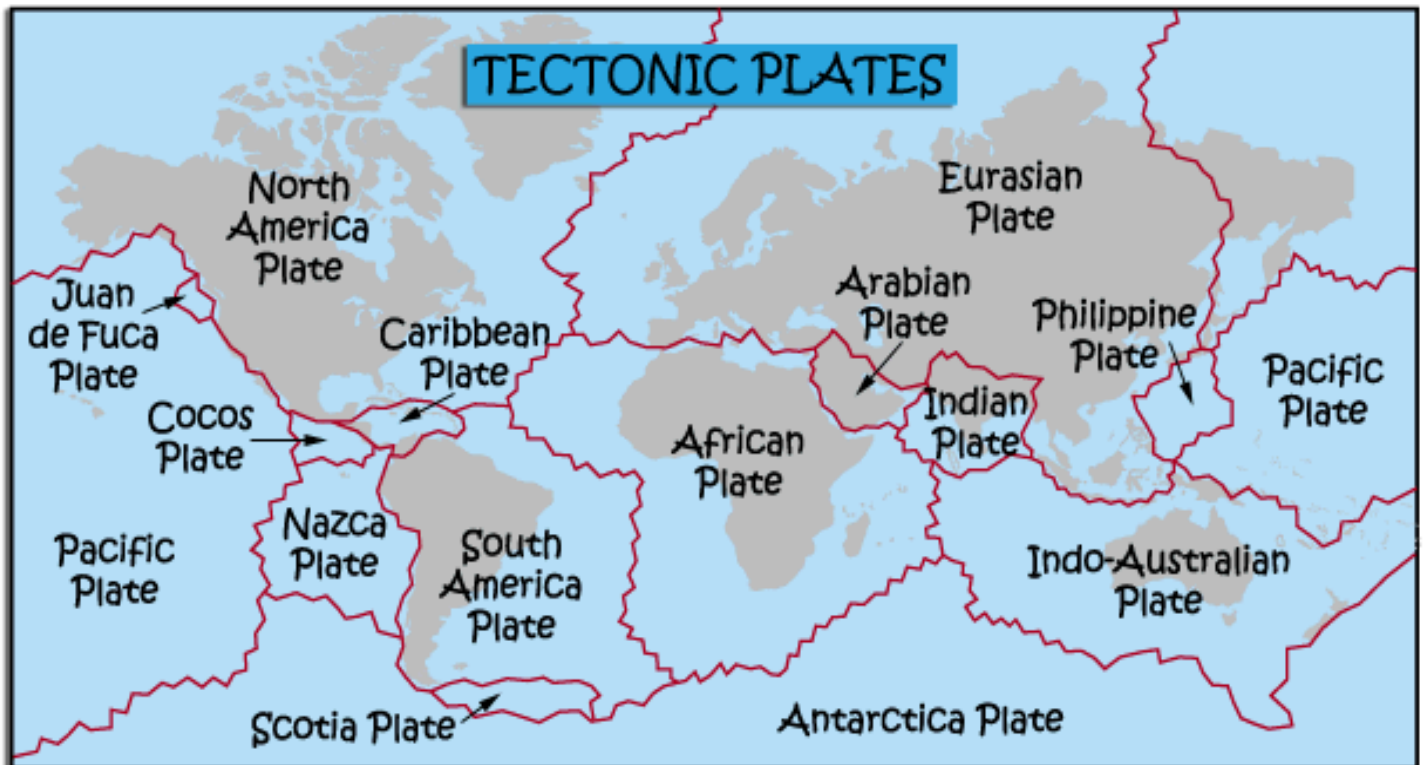 TECTONIC PLATES
North
America
Plate
Eurasian
Plate
Juan
de Fuca
Plate
Caribbean
Plate
Arabian
Plate
Philippine
Plate
Pacific
Plate
Cocos
Plate
Indian
Plate
African
Plate
Pacific
Plate
Nazca
Plate
South
America
Plate
Indo-Australian
Plate
Scotia Plate
Antarctica Plate